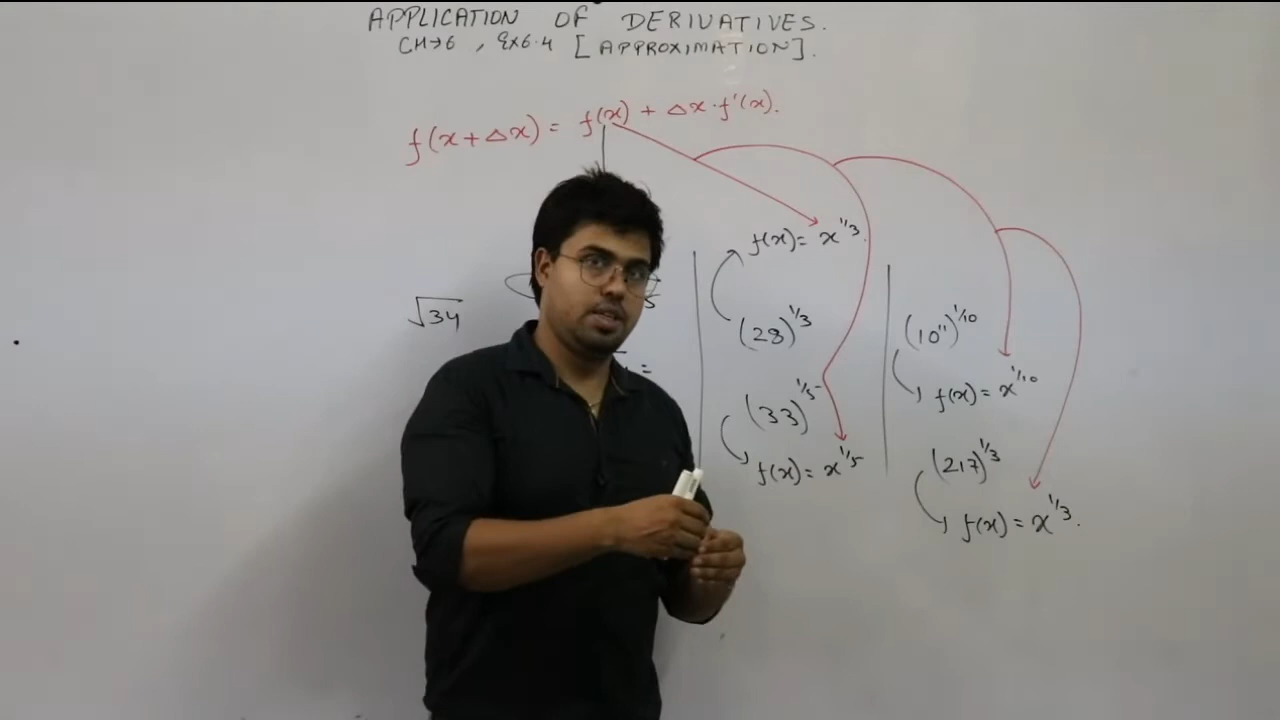 APPLICATION OF DERIVATIVES.
CH→6, Ex6.4 [APPROXIMATION].
f(x+Δx) = f(x) + Δx·f'(x).
√34
=
f(x) = x^1/3.
(28)^1/3
(33)^1/5
f(x) = x^1/5
(10")^1/10
f(x) = x^1/10
(217)^1/3
f(x) = x^1/3.